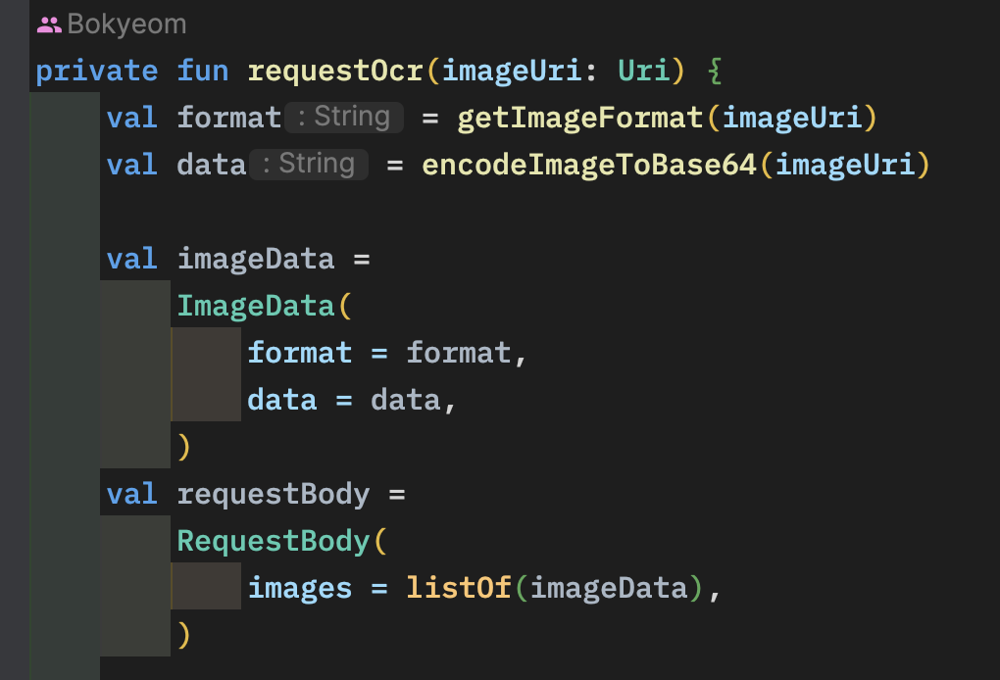 Bokyeom
private fun requestOcr(imageUri: Uri) {
    val format : String = getImageFormat(imageUri)
    val data : String = encodeImageToBase64(imageUri)

    val imageData =
        ImageData(
            format = format,
            data = data,
        )
    val requestBody =
        RequestBody(
            images = listOf(imageData),
        )